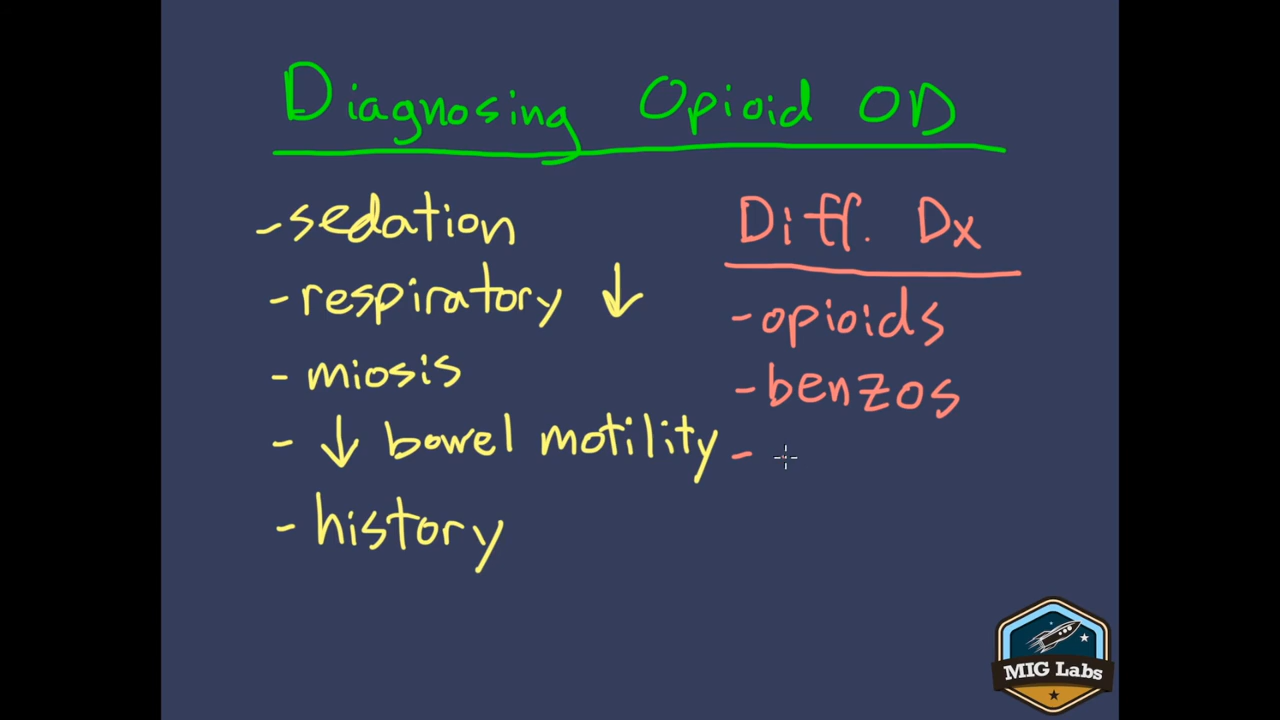 Diagnosing Opioid OD
- sedation
- respiratory ↓
- miosis
- ↓ bowel motility
- history
Diff. Dx
- opioids
- benzos
-
MIG Labs